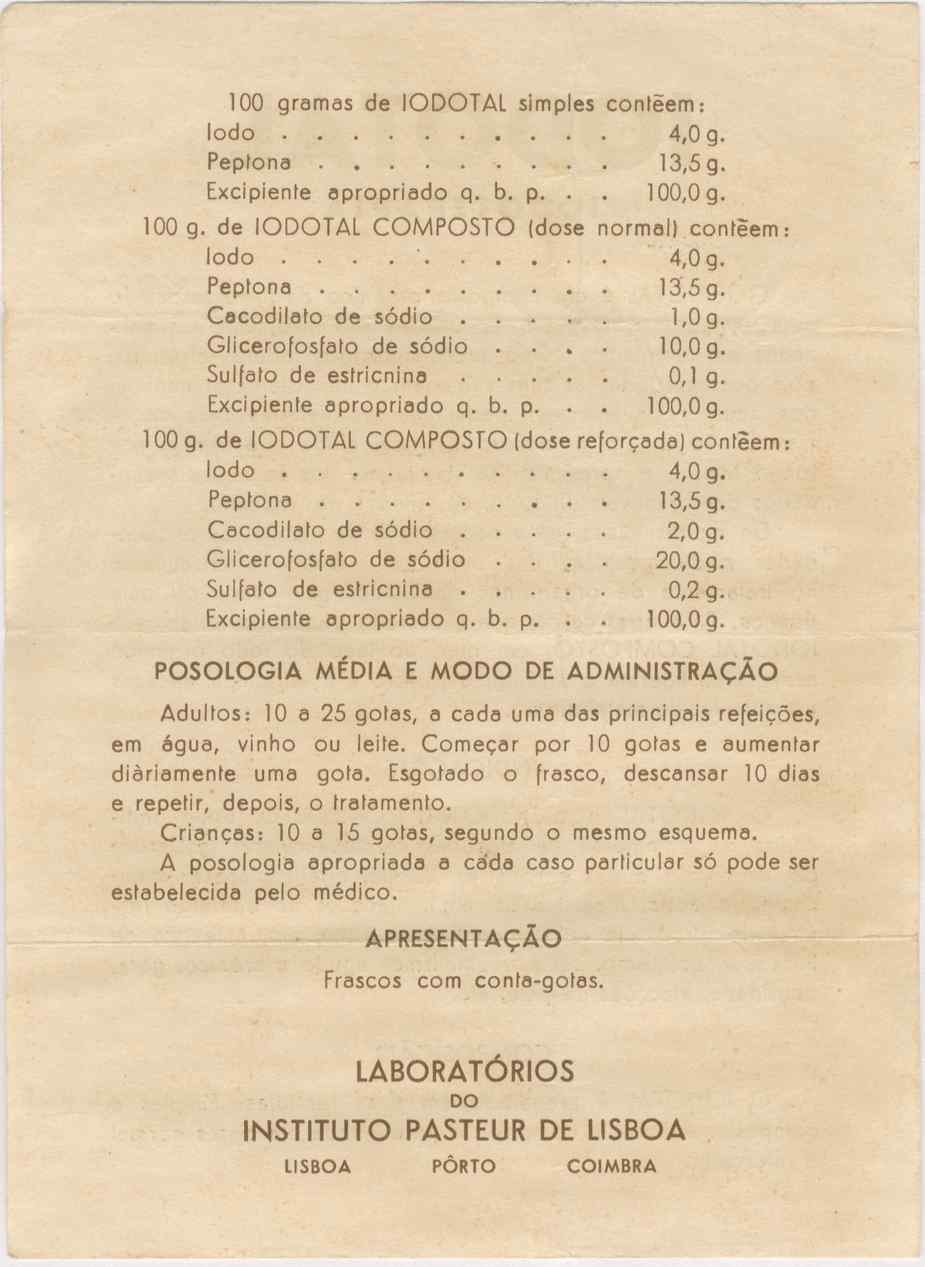 100 gramas de IODOTAL simples contêem:
Iodo . . . . . . . . . . 4,0 g.
Peptona . . . . . . . . . 13,5 g.
Excipiente apropriado q. b. p. . . 100,0 g.
100 g. de IODOTAL COMPOSTO (dose normal) contêem:
Iodo . . . . . . . . . . 4,0 g.
Peptona . . . . . . . . . 13,5 g.
Cacodilato de sódio . . . . . 1,0 g.
Glicerofosfato de sódio . . . . 10,0 g.
Sulfato de estricnina . . . . . 0,1 g.
Excipiente apropriado q. b. p. . . 100,0 g.
100 g. de IODOTAL COMPOSTO (dose reforçada) contêem:
Iodo . . . . . . . . . . 4,0 g.
Peptona . . . . . . . . . 13,5 g.
Cacodilato de sódio . . . . . 2,0 g.
Glicerofosfato de sódio . . . . 20,0 g.
Sulfato de estricnina . . . . . 0,2 g.
Excipiente apropriado q. b. p. . . 100,0 g.
POSOLOGIA MÉDIA E MODO DE ADMINISTRAÇÃO
Adultos: 10 a 25 gotas, a cada uma das principais refeições,
em água, vinho ou leite. Começar por 10 gotas e aumentar
diàriamente uma gota. Esgotado o frasco, descansar 10 dias
e repetir, depois, o tratamento.
Crianças: 10 a 15 gotas, segundo o mesmo esquema.
A posologia apropriada a cada caso particular só pode ser
estabelecida pelo médico.
APRESENTAÇÃO
Frascos com conta-gotas.
LABORATÓRIOS
DO
INSTITUTO PASTEUR DE LISBOA
LISBOA PÔRTO COIMBRA